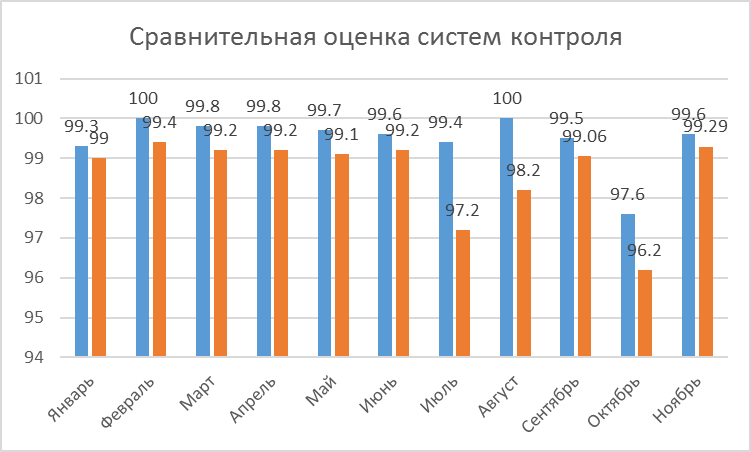 Сравнительная оценка систем контроля
101
100
99
98
97
96
95
94
99.3
99
100
99.4
99.8
99.2
99.8
99.2
99.7
99.1
99.6
99.2
99.4
97.2
100
98.2
99.5
99.06
97.6
96.2
99.6
99.29
Январь
Февраль
Март
Апрель
Май
Июнь
Июль
Август
Сентябрь
Октябрь
Ноябрь